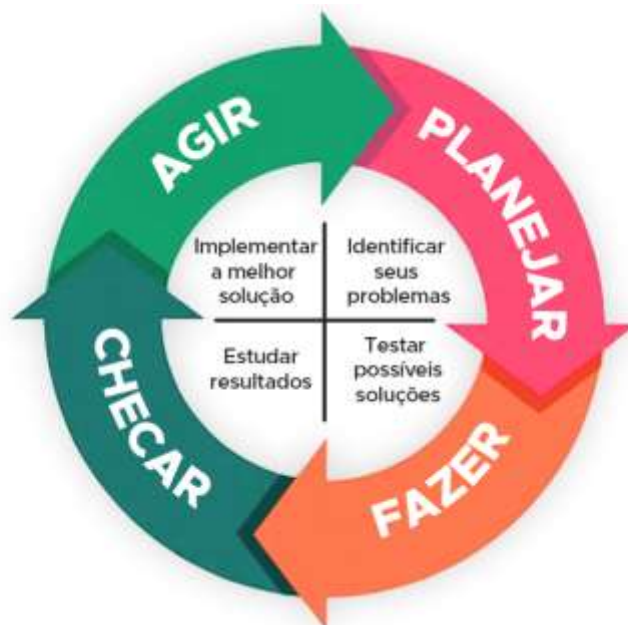 AGIR
PLANEJAR
Implementar
a melhor
solução
Identificar
seus
problemas
CHECAR
Estudar
resultados
Testar
possíveis
soluções
FAZER